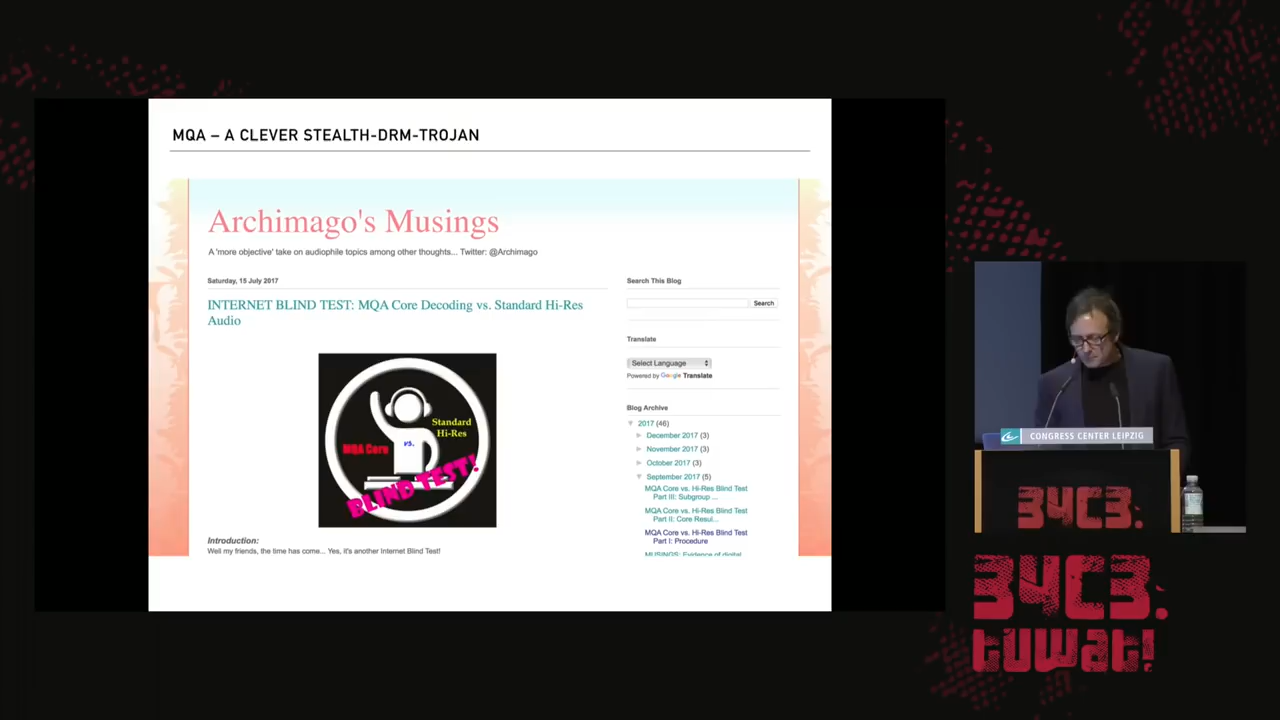 MQA – A CLEVER STEALTH-DRM-TROJAN
Archimago's Musings
A 'more objective' take on audiophile topics among other thoughts... Twitter: @Archimago
Saturday, 15 July 2017
INTERNET BLIND TEST: MQA Core Decoding vs. Standard Hi-Res
Audio
Standard
Hi-Res
MQA Core
vs.
BLIND TEST!
Introduction:
Well my friends, the time has come... Yes, it's another Internet Blind Test!
Search This Blog
Search
Translate
Select Language
Powered by Google Translate
Blog Archive
▼ 2017 (46)
► December 2017 (3)
► November 2017 (3)
► October 2017 (3)
▼ September 2017 (5)
MQA Core vs. Hi-Res Blind Test
Part III: Subgroup ...
MQA Core vs. Hi-Res Blind Test
Part II: Core Resul...
MQA Core vs. Hi-Res Blind Test
Part I: Procedure
MUSINGS: Evidence of digital
CONGRESS CENTER LEIPZIG
34C3.
34C3.
tuwat!